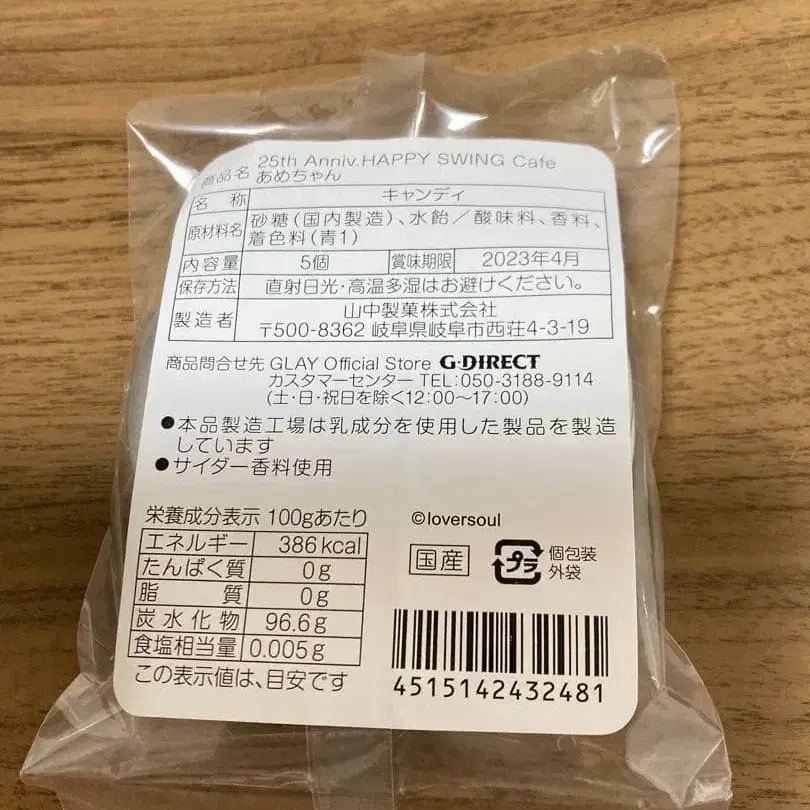 商品名 25th Anniv.HAPPY SWING Cafe
あめちゃん
名 称 キャンディ
原材料名 砂糖(国内製造)、水飴／酸味料、香料、
着色料(青1)
内容量 5個 賞味期限 2023年4月
保存方法 直射日光・高温多湿はお避けください。
製造者 山中製菓株式会社
〒500-8362 岐阜県岐阜市西荘4-3-19
商品問合せ先 GLAY Official Store G-DIRECT
カスタマーセンター TEL:050-3188-9114
(土・日・祝日を除く12:00〜17:00)
●本品製造工場は乳成分を使用した製品を製造
しています
●サイダー香料使用
栄養成分表示 100gあたり
エネルギー 386kcal
たんぱく質 0g
脂 質 0g
炭水化物 96.6g
食塩相当量 0.005g
この表示値は、目安です
©loversoul
国産
プラ 個包装
外袋
4515142432481